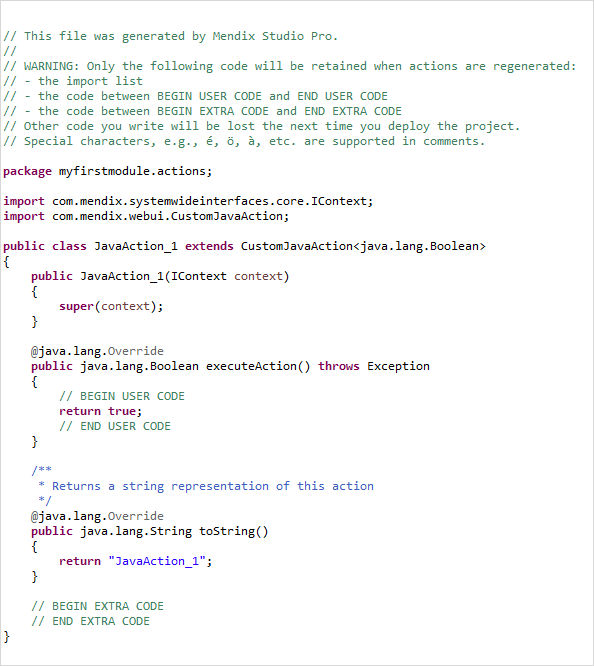 // This file was generated by Mendix Studio Pro.
//
// WARNING: Only the following code will be retained when actions are regenerated:
// - the import list
// - the code between BEGIN USER CODE and END USER CODE
// - the code between BEGIN EXTRA CODE and END EXTRA CODE
// Other code you write will be lost the next time you deploy the project.
// Special characters, e.g., é, ö, à, etc. are supported in comments.

package myfirstmodule.actions;

import com.mendix.systemwideinterfaces.core.IContext;
import com.mendix.webui.CustomJavaAction;

public class JavaAction_1 extends CustomJavaAction<java.lang.Boolean>
{
    public JavaAction_1(IContext context)
    {
        super(context);
    }

    @java.lang.Override
    public java.lang.Boolean executeAction() throws Exception
    {
        // BEGIN USER CODE
        return true;
        // END USER CODE
    }

    /**
     * Returns a string representation of this action
     */
    @java.lang.Override
    public java.lang.String toString()
    {
        return "JavaAction_1";
    }

    // BEGIN EXTRA CODE
    // END EXTRA CODE
}